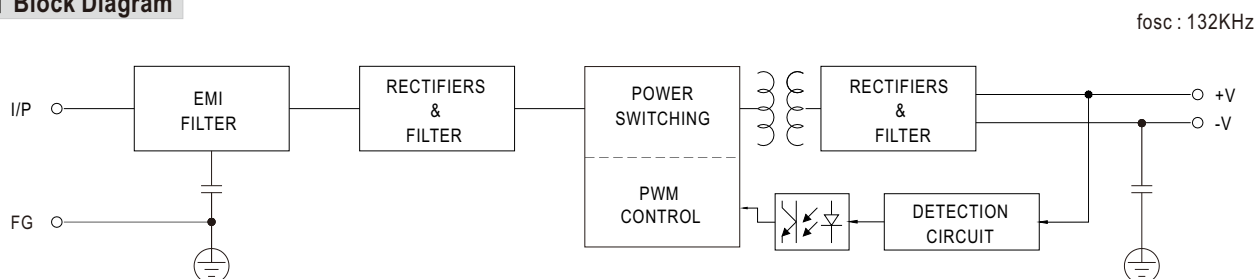 Block Diagram
fosc : 132KHz
I/P
EMI
FILTER
RECTIFIERS
&
FILTER
POWER
SWITCHING
RECTIFIERS
&
FILTER
+V
-V
PWM
CONTROL
DETECTION
CIRCUIT
FG